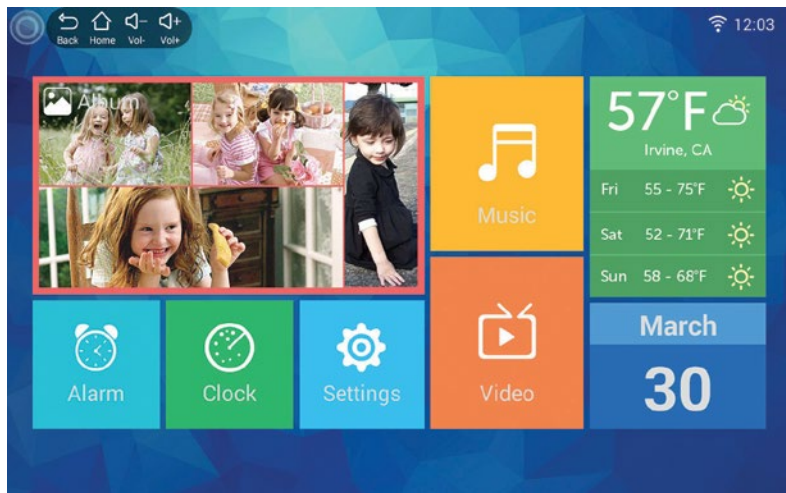 Back Home Vol- Vol+
12:03
Album
Music
57°F
Irvine, CA
Fri 55 - 75°F
Sat 52 - 71°F
Sun 58 - 68°F
Alarm
Clock
Settings
Video
March
30